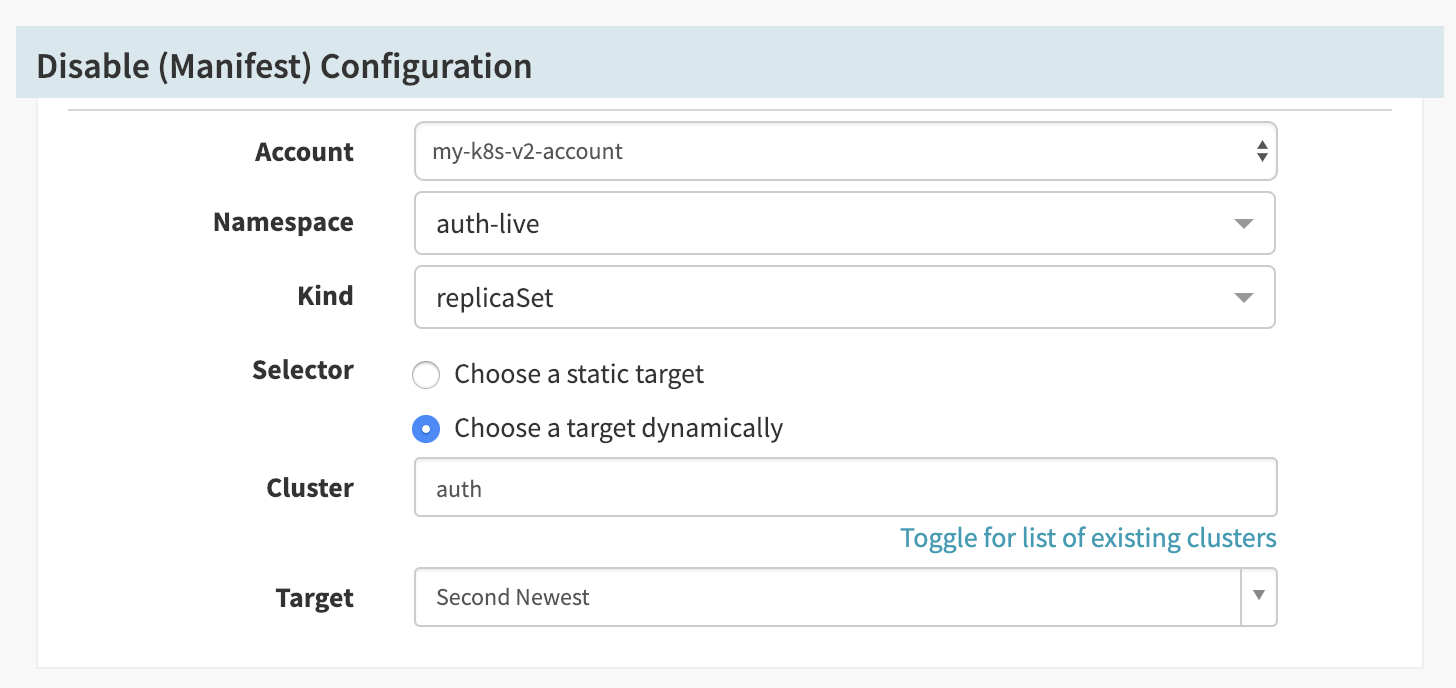 Disable (Manifest) Configuration
Account my-k8s-v2-account
Namespace auth-live
Kind replicaSet
Selector Choose a static target
Choose a target dynamically
Cluster auth
Toggle for list of existing clusters
Target Second Newest